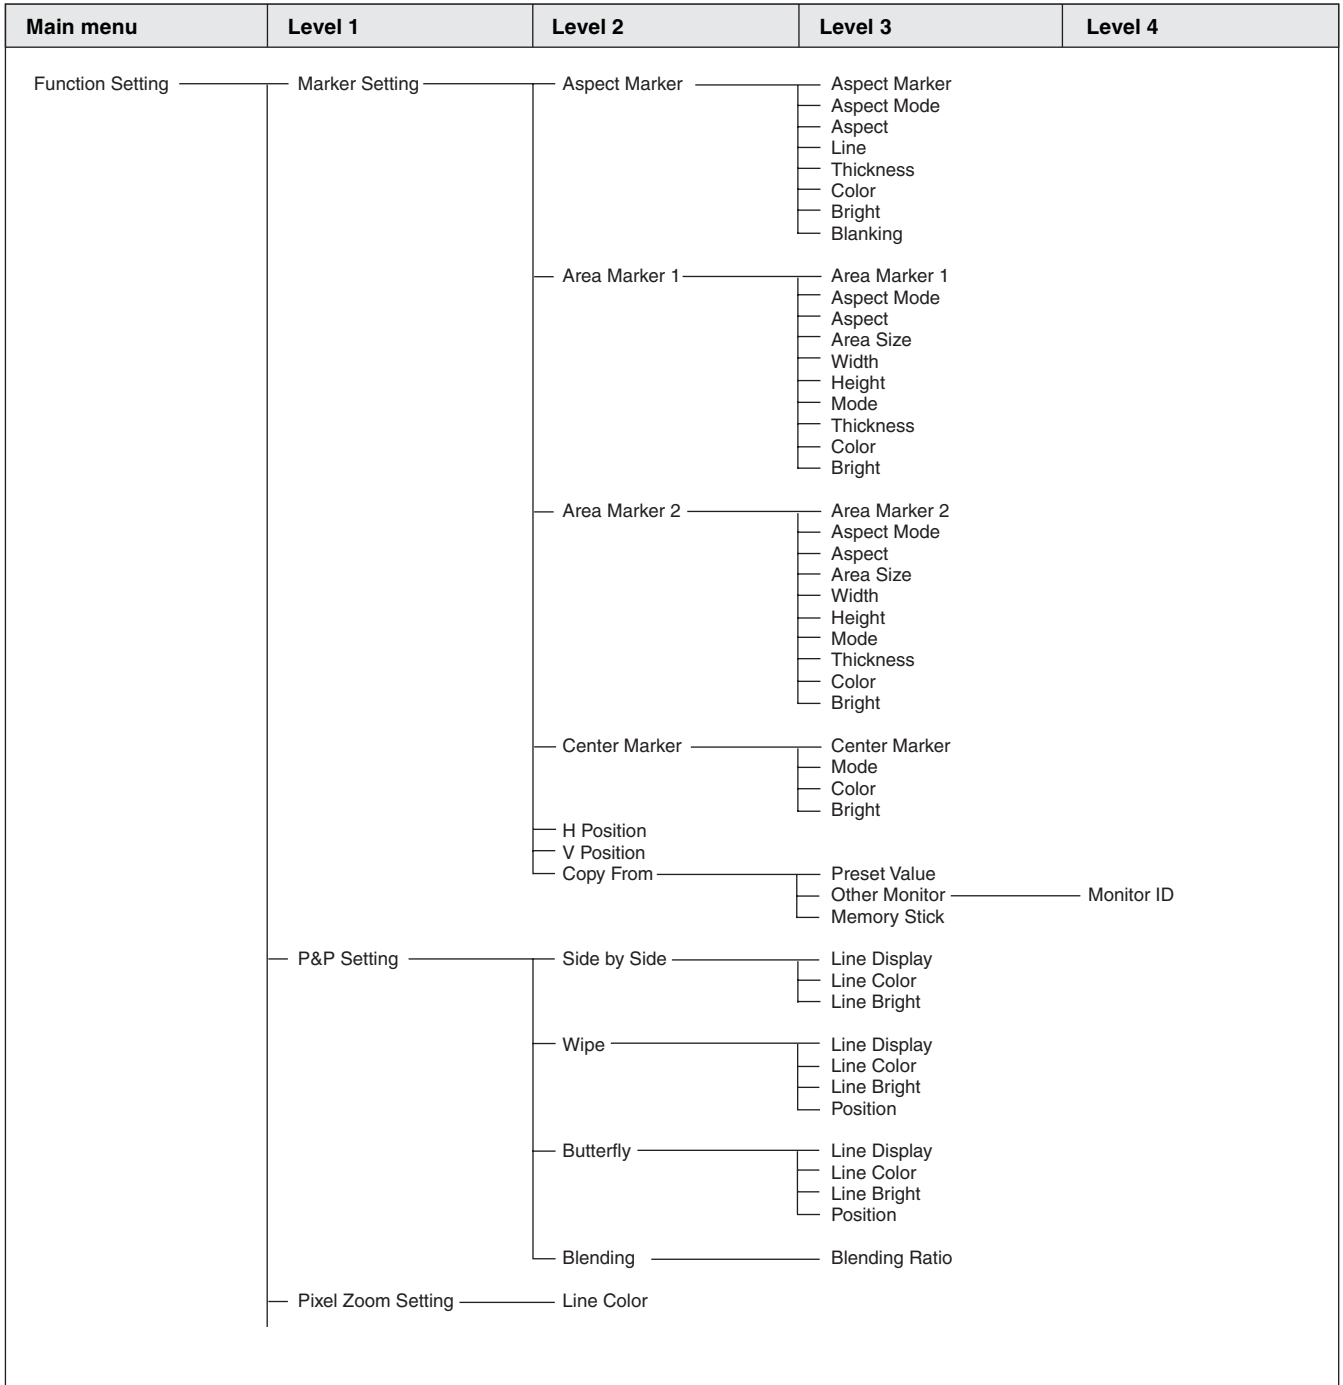 Main menu Level 1 Level 2 Level 3 Level 4
Function Setting Marker Setting Aspect Marker Aspect Marker
Aspect Mode
Aspect
Line
Thickness
Color
Bright
Blanking
Area Marker 1 Area Marker 1
Aspect Mode
Aspect
Area Size
Width
Height
Mode
Thickness
Color
Bright
Area Marker 2 Area Marker 2
Aspect Mode
Aspect
Area Size
Width
Height
Mode
Thickness
Color
Bright
Center Marker Center Marker
Mode
Color
Bright
H Position
V Position
Copy From Preset Value
Other Monitor Monitor ID
Memory Stick
P&P Setting Side by Side Line Display
Line Color
Line Bright
Wipe Line Display
Line Color
Line Bright
Position
Butterfly Line Display
Line Color
Line Bright
Position
Blending Blending Ratio
Pixel Zoom Setting Line Color